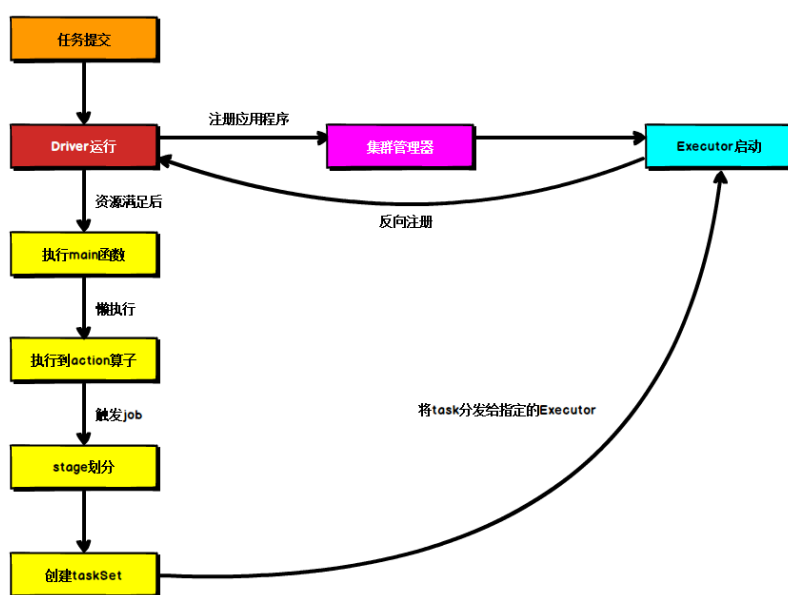 任务提交
注册应用程序
Driver运行
集群管理器
Executor启动
资源满足后
反向注册
执行main函数
懒执行
执行到action算子
触发job
将task分发给指定的Executor
stage划分
创建taskSet